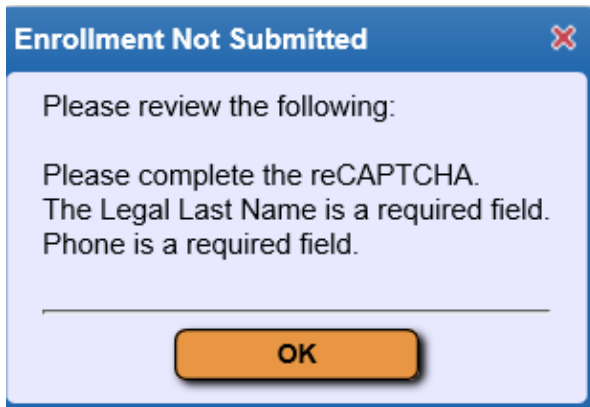 Enrollment Not Submitted
Please review the following:
Please complete the reCAPTCHA.
The Legal Last Name is a required field.
Phone is a required field.
OK